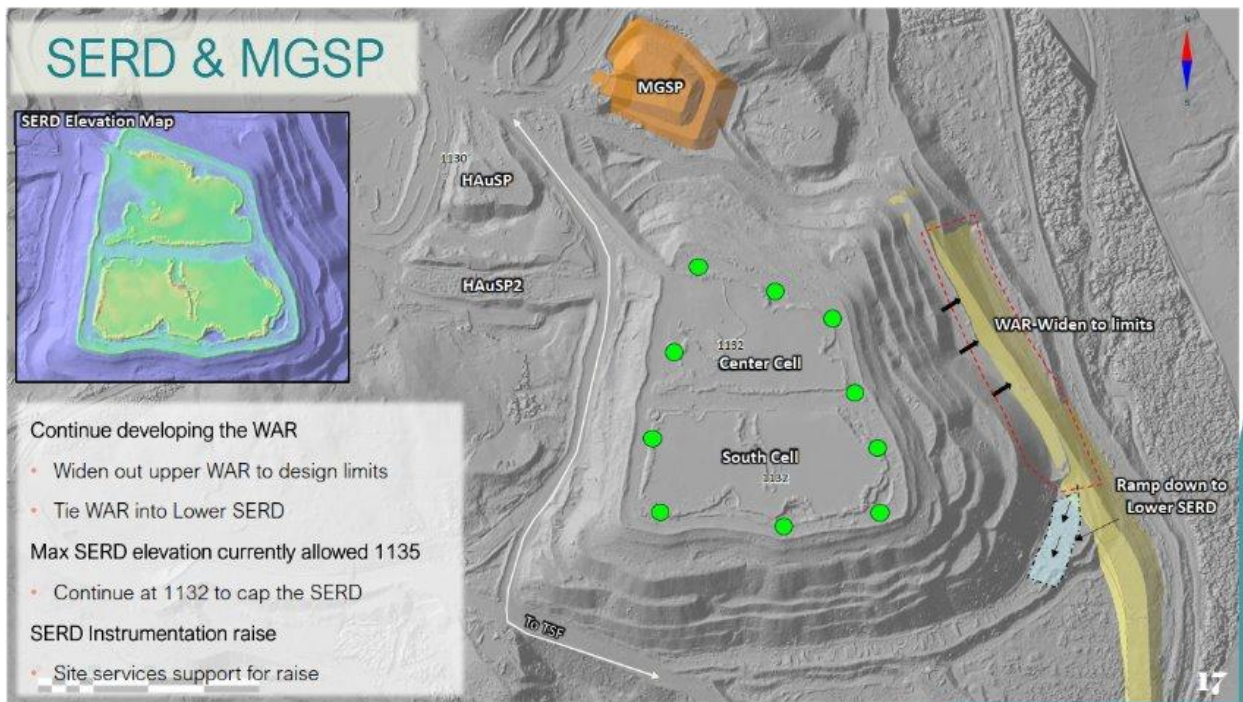 SERD & MGSP
SERD Elevation Map
MGSP
N
S
1130
HAuSP
HAuSP2
1132
Center Cell
South Cell
1132
WAR-Widen to limits
Ramp down to
Lower SERD
To TSF
Continue developing the WAR
• Widen out upper WAR to design limits
• Tie WAR into Lower SERD
Max SERD elevation currently allowed 1135
• Continue at 1132 to cap the SERD
SERD Instrumentation raise
• Site services support for raise
17